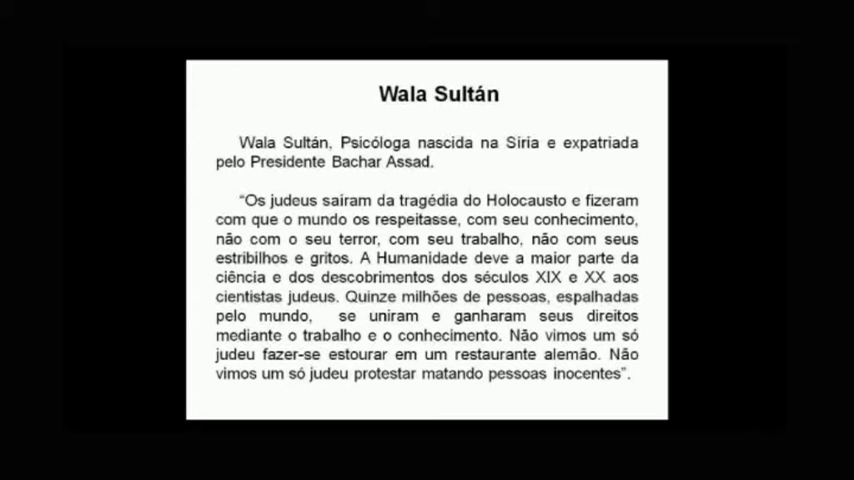 Wala Sultán
Wala Sultán, Psicóloga nascida na Síria e expatriada
pelo Presidente Bachar Assad.
“Os judeus saíram da tragédia do Holocausto e fizeram
com que o mundo os respeitasse, com seu conhecimento,
não com o seu terror, com seu trabalho, não com seus
estribilhos e gritos. A Humanidade deve a maior parte da
ciência e dos descobrimentos dos séculos XIX e XX aos
cientistas judeus. Quinze milhões de pessoas, espalhadas
pelo mundo, se uniram e ganharam seus direitos
mediante o trabalho e o conhecimento. Não vimos um só
judeu fazer-se estourar em um restaurante alemão. Não
vimos um só judeu protestar matando pessoas inocentes”.